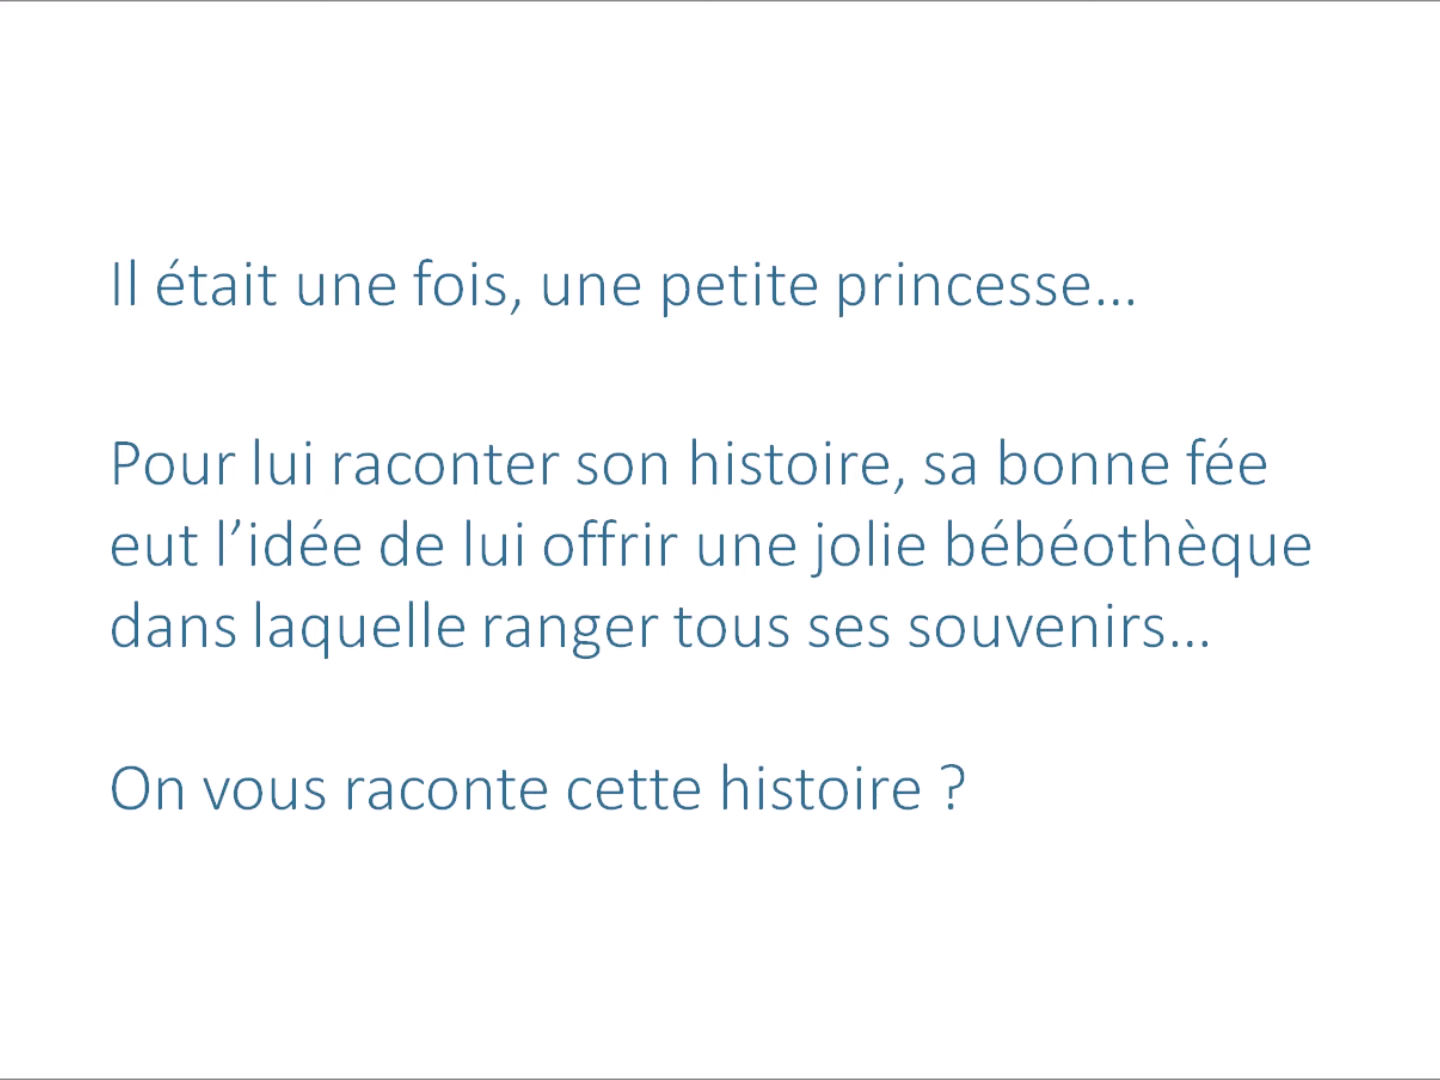 Il était une fois, une petite princesse…
Pour lui raconter son histoire, sa bonne fée
eut l’idée de lui offrir une jolie bébéothèque
dans laquelle ranger tous ses souvenirs…
On vous raconte cette histoire ?